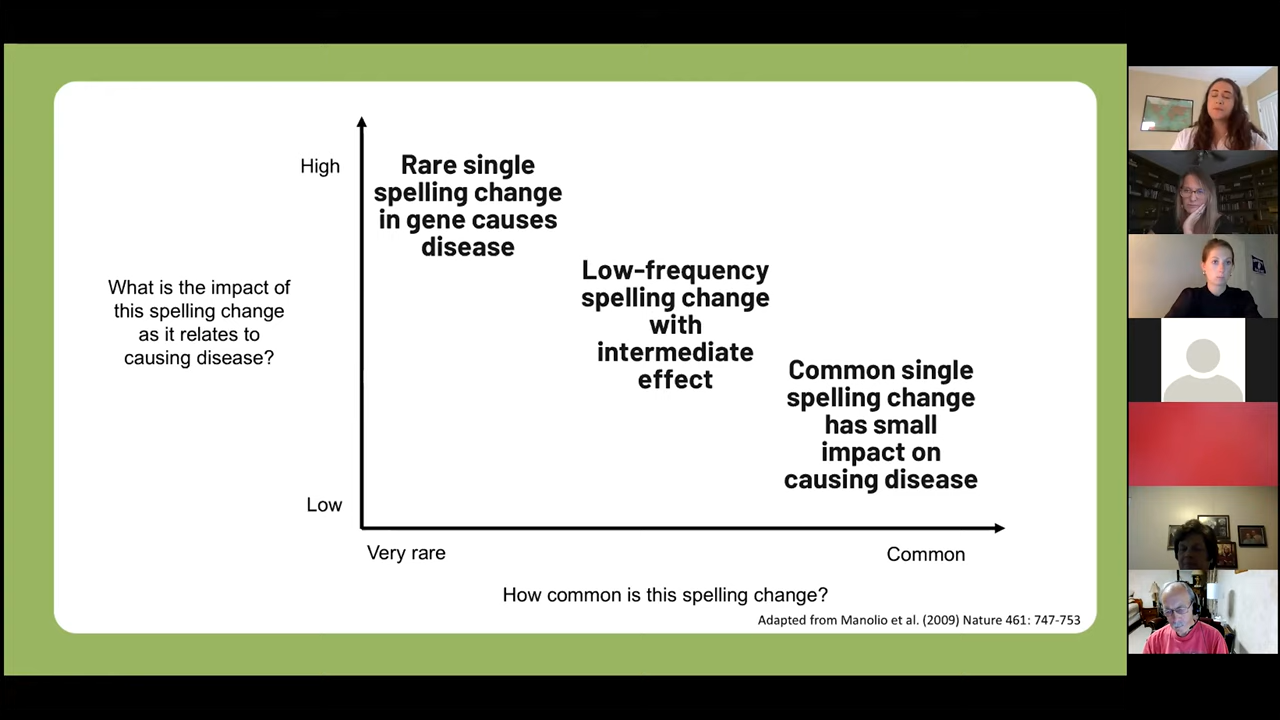 High
Rare single
spelling change
in gene causes
disease
What is the impact of
this spelling change
as it relates to
causing disease?
Low-frequency
spelling change
with
intermediate
effect
Common single
spelling change
has small
impact on
causing disease
Low
Very rare
Common
How common is this spelling change?
Adapted from Manolio et al. (2009) Nature 461: 747-753